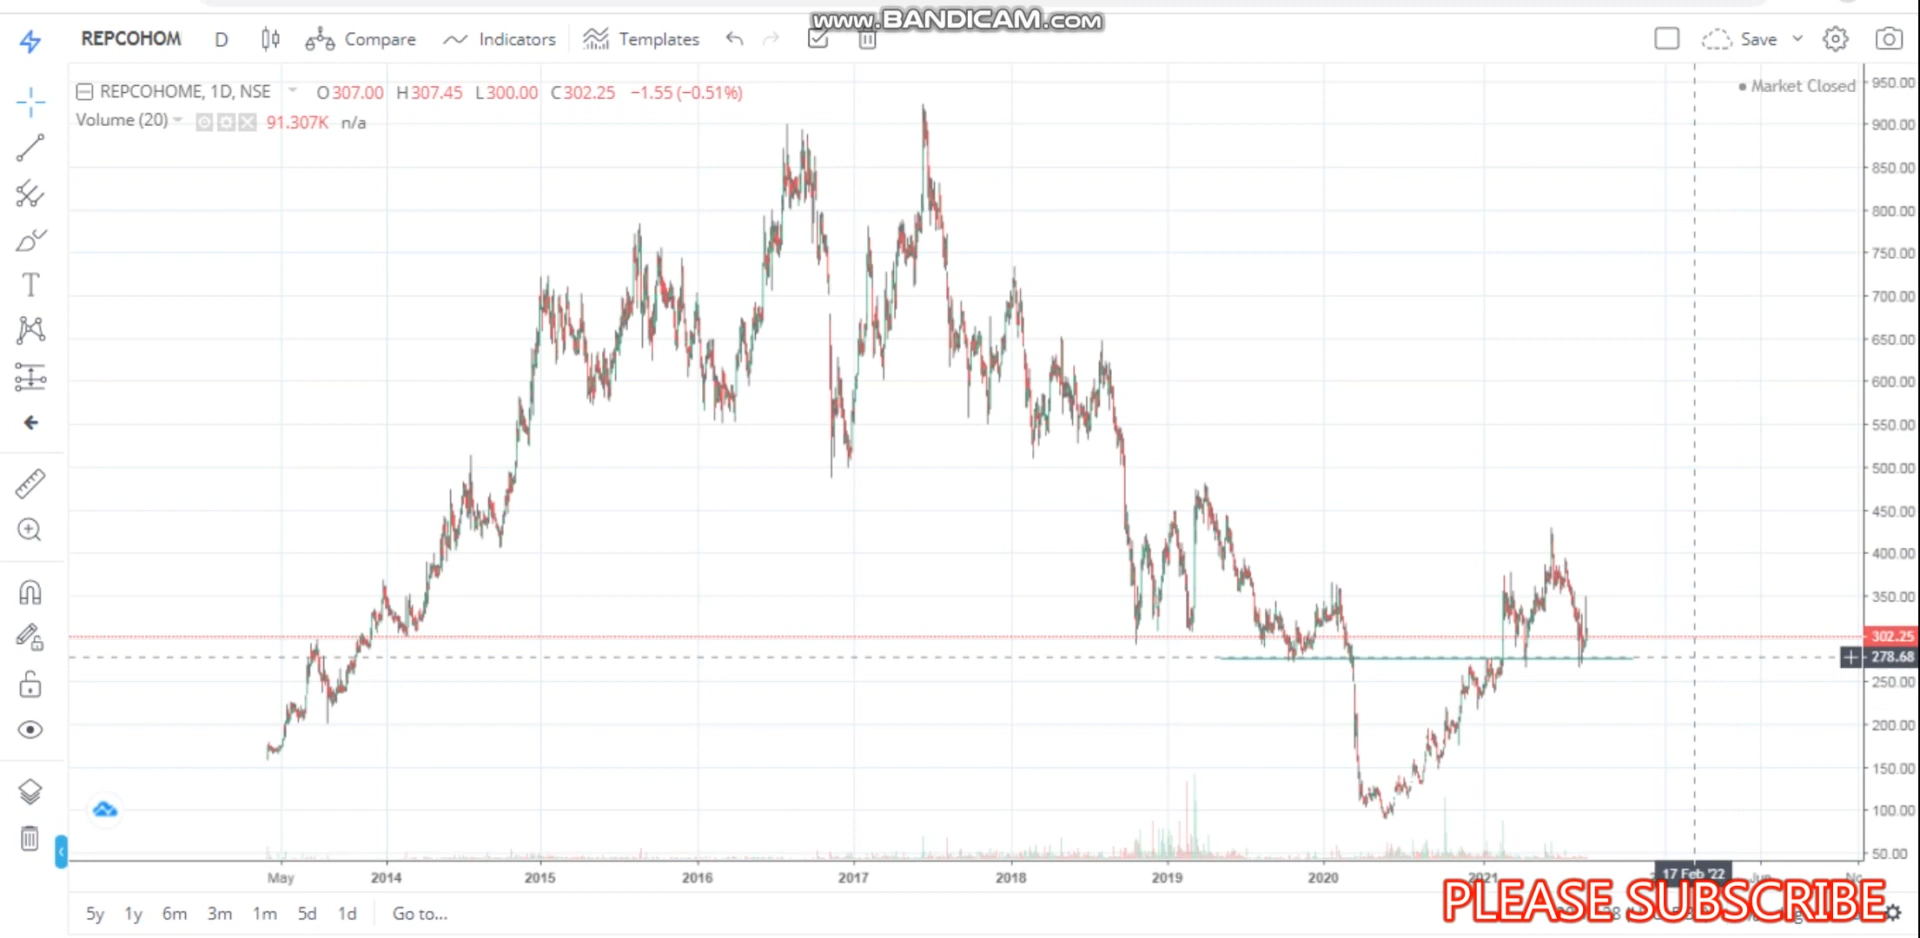 www.BANDICAM.com
REPCOHOM D Compare Indicators Templates Save
REPCOHOME, 1D, NSE O307.00 H307.45 L300.00 C302.25 −1.55 (−0.51%)
Market Closed
Volume (20) 91.307K n/a
T
950.00
900.00
850.00
800.00
750.00
700.00
650.00
600.00
550.00
500.00
450.00
400.00
350.00
302.25
278.68
250.00
200.00
150.00
100.00
50.00
May 2014 2015 2016 2017 2018 2019 2020 2021 17 Feb '22
5y 1y 6m 3m 1m 5d 1d Go to...
PLEASE SUBSCRIBE